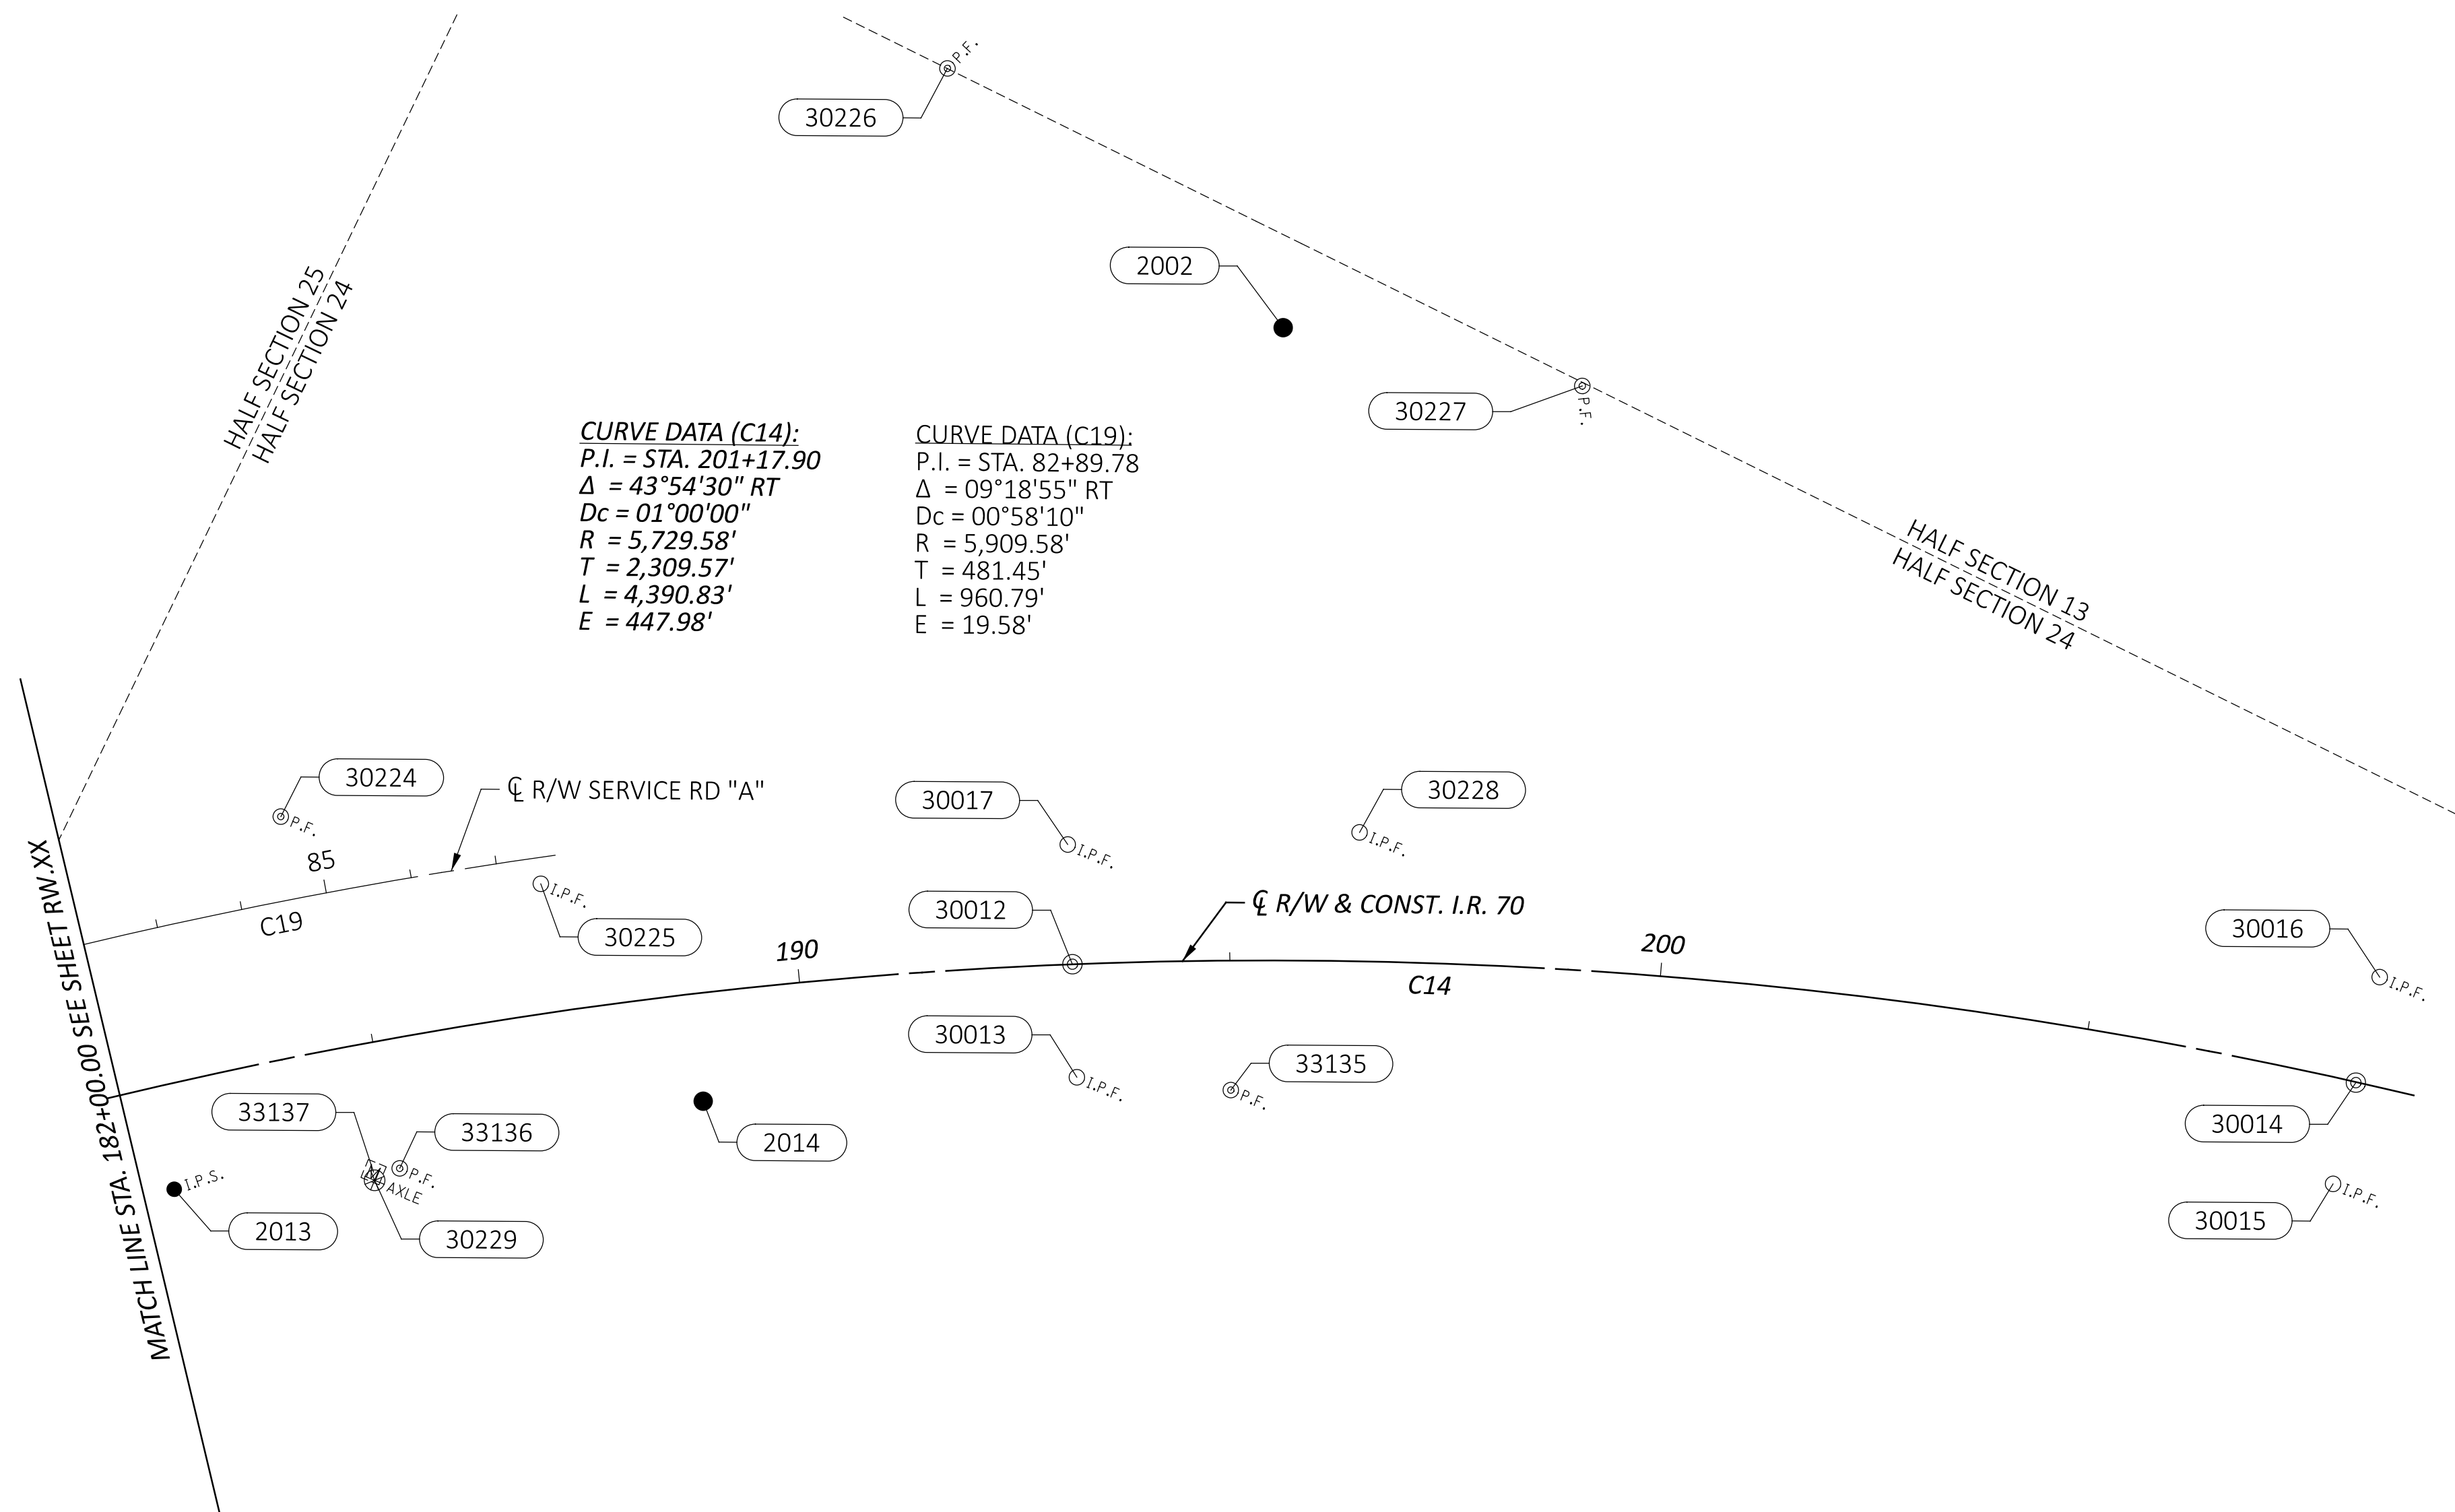 P.F.
30226
2002
30227
P.F.
HALF SECTION 25
HALF SECTION 24
CURVE DATA (C14):
P.I. = STA. 201+17.90
Δ = 43°54'30" RT
Dc = 01°00'00"
R = 5,729.58'
T = 2,309.57'
L = 4,390.83'
E = 447.98'
CURVE DATA (C19):
P.I. = STA. 82+89.78
Δ = 09°18'55" RT
Dc = 00°58'10"
R = 5,909.58'
T = 481.45'
L = 960.79'
E = 19.58'
HALF SECTION 13
HALF SECTION 24
30224
P.F.
℄ R/W SERVICE RD "A"
30017
I.P.F.
30228
I.P.F.
85
C19
I.P.F.
30225
30012
℄ R/W & CONST. I.R. 70
190
200
C14
30016
I.P.F.
MATCH LINE STA. 182+00.00 SEE SHEET RW.XX
30013
I.P.F.
33135
P.F.
30014
33137
33136
P.F.
AXLE
2014
I.P.S.
2013
30229
30015
I.P.F.